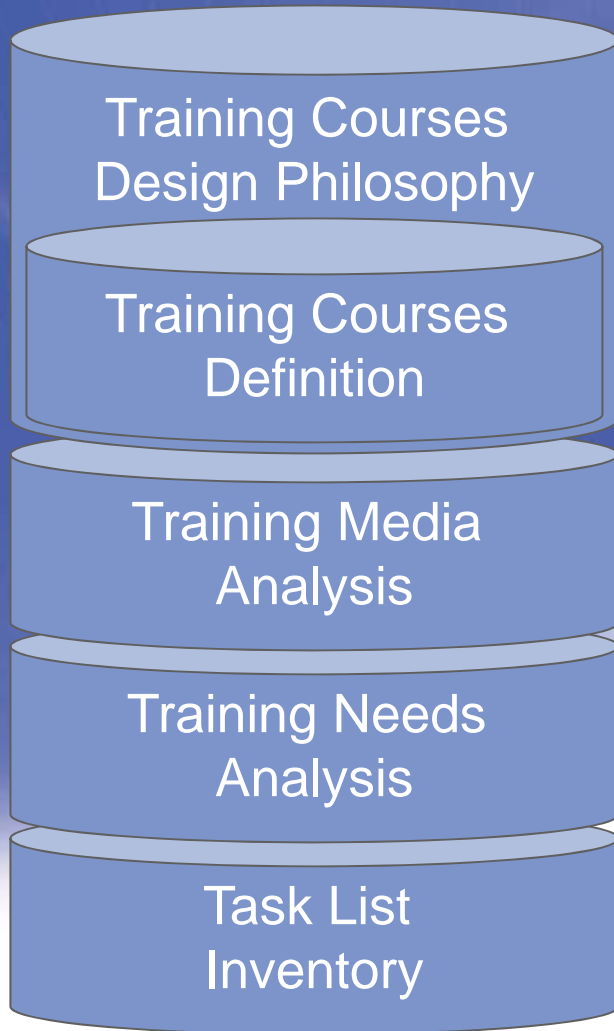 Training Courses
Design Philosophy
Training Courses
Definition
Training Media
Analysis
Training Needs
Analysis
Task List
Inventory